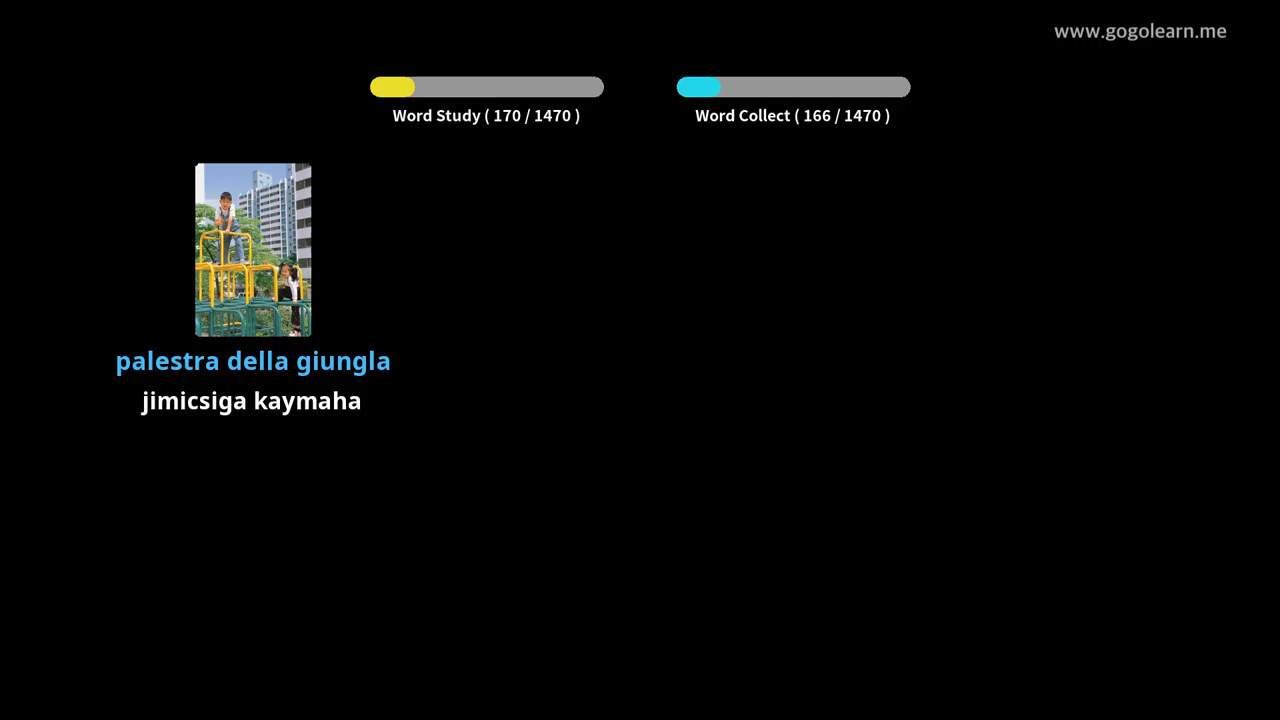 www.gogolearn.me
Word Study ( 170 / 1470 )
Word Collect ( 166 / 1470 )
palestra della giungla
jimicsiga kaymaha